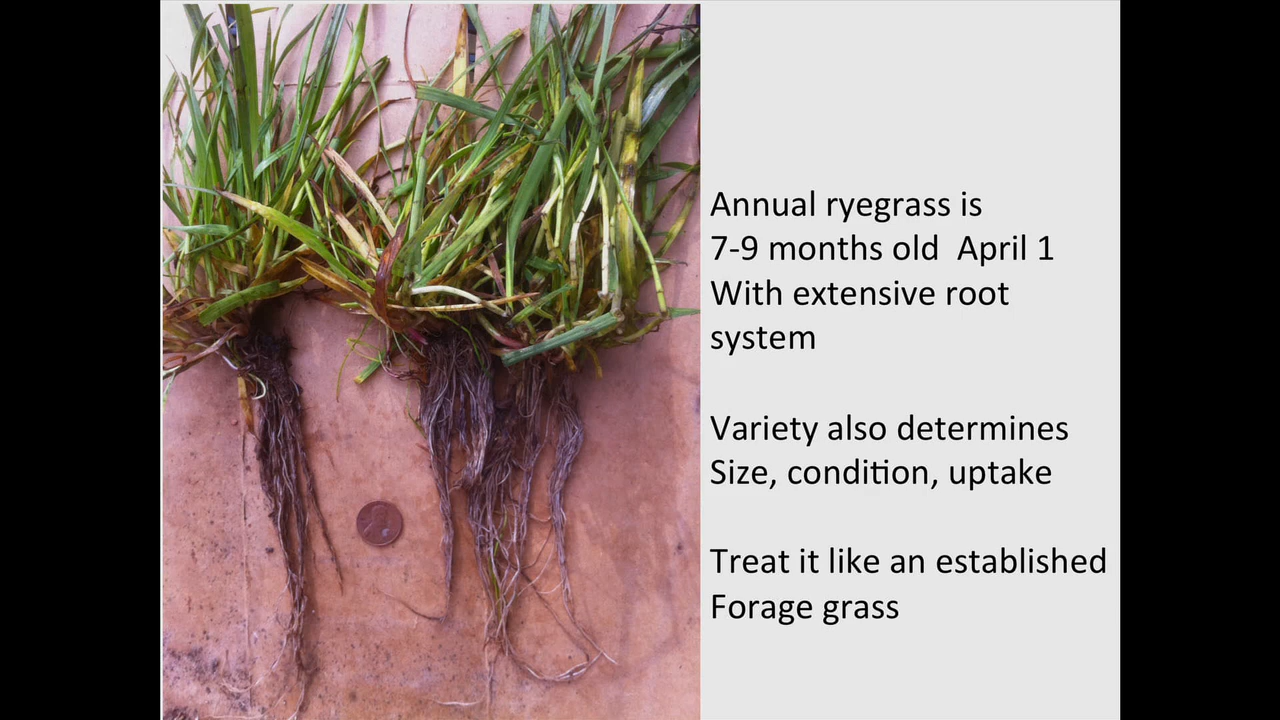 Annual ryegrass is
7-9 months old  April 1
With extensive root
system
Variety also determines
Size, condition, uptake
Treat it like an established
Forage grass